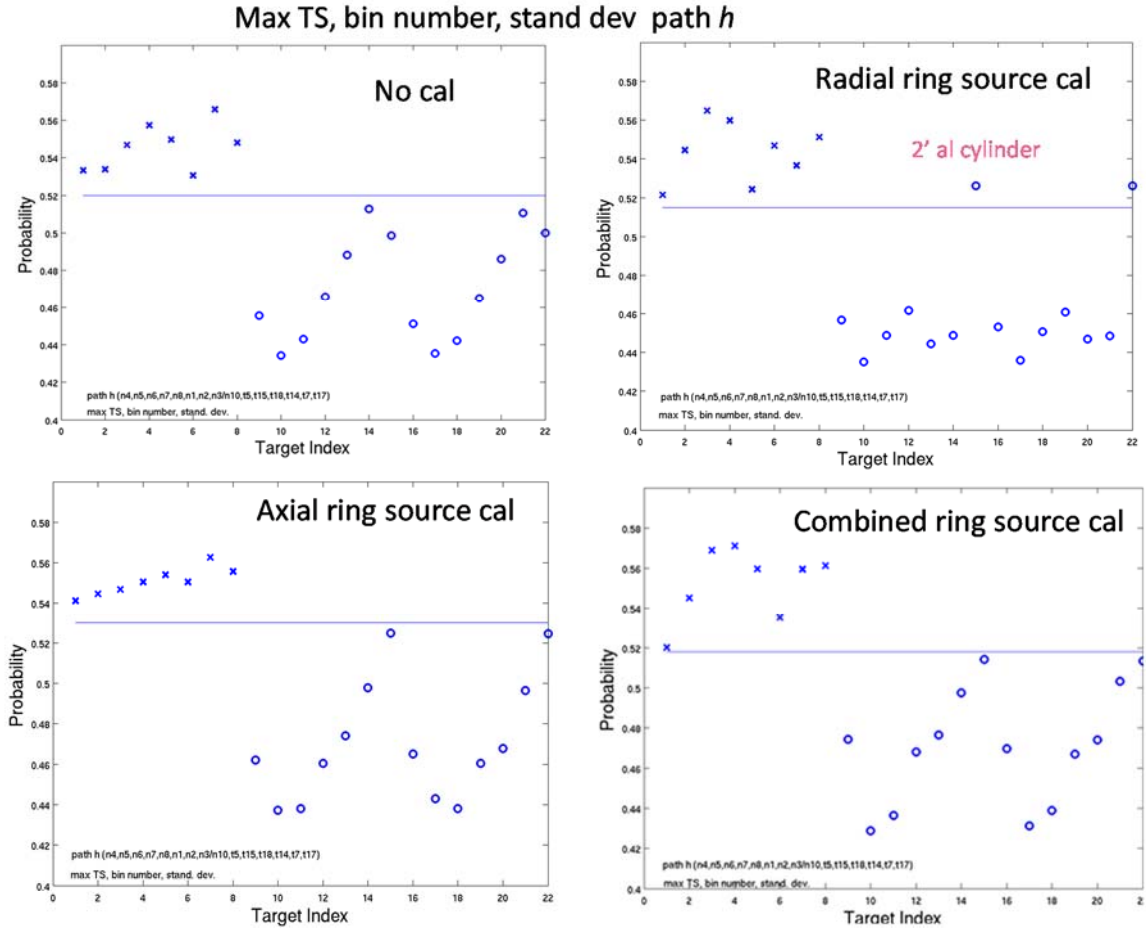 Max TS, bin number, stand dev path h
No cal
0.58
0.56
0.54
0.52
0.5
0.48
0.46
0.44
0.42
0.4
Probability
path h (n4,n5,n6,n7,n8,n1,n2,n3/n10,t5,t15,t18,t14,t7,t17)
max TS, bin number, stand. dev.
0 2 4 6 8 10 12 14 16 18 20 22
Target Index
Radial ring source cal
2' al cylinder
0.58
0.56
0.54
0.52
0.5
0.48
0.46
0.44
0.42
0.4
Probability
path h (n4,n5,n6,n7,n8,n1,n2,n3/n10,t5,t15,t18,t14,t7,t17)
max TS, bin number, stand. dev.
0 2 4 6 8 10 12 14 16 18 20 22
Target Index
Axial ring source cal
0.58
0.56
0.54
0.52
0.5
0.48
0.46
0.44
0.42
0.4
Probability
path h (n4,n5,n6,n7,n8,n1,n2,n3/n10,t5,t15,t18,t14,t7,t17)
max TS, bin number, stand. dev.
0 2 4 6 8 10 12 14 16 18 20 22
Target Index
Combined ring source cal
0.58
0.56
0.54
0.52
0.5
0.48
0.46
0.44
0.42
0.4
Probability
path h (n4,n5,n6,n7,n8,n1,n2,n3/n10,t5,t15,t18,t14,t7,t17)
max TS, bin number, stand. dev.
0 2 4 6 8 10 12 14 16 18 20
Target Index